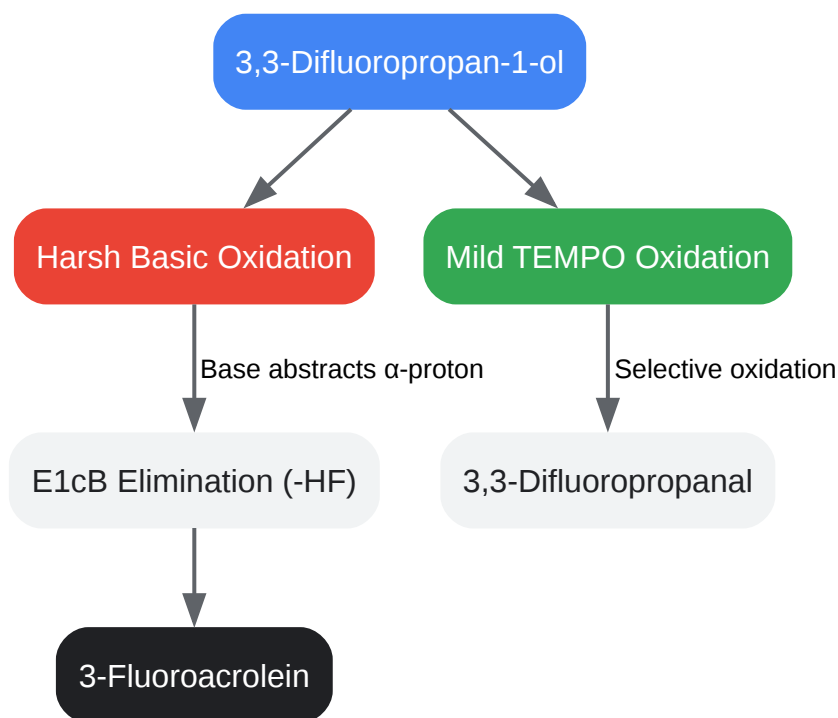 3,3-Difluoropropan-1-ol
Harsh Basic Oxidation
Mild TEMPO Oxidation
Base abstracts α-proton
Selective oxidation
E1cB Elimination (-HF)
3,3-Difluoropropanal
3-Fluoroacrolein